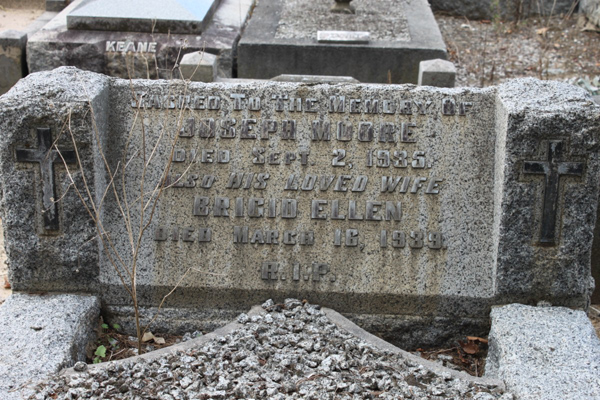 KEANE
Sacred to the Memory of
JOSEPH MOORE
DIED SEPT 2, 1935.
Also His Loved Wife
BRIGID ELLEN
DIED MARCH 16, 1939.
R.I.P.